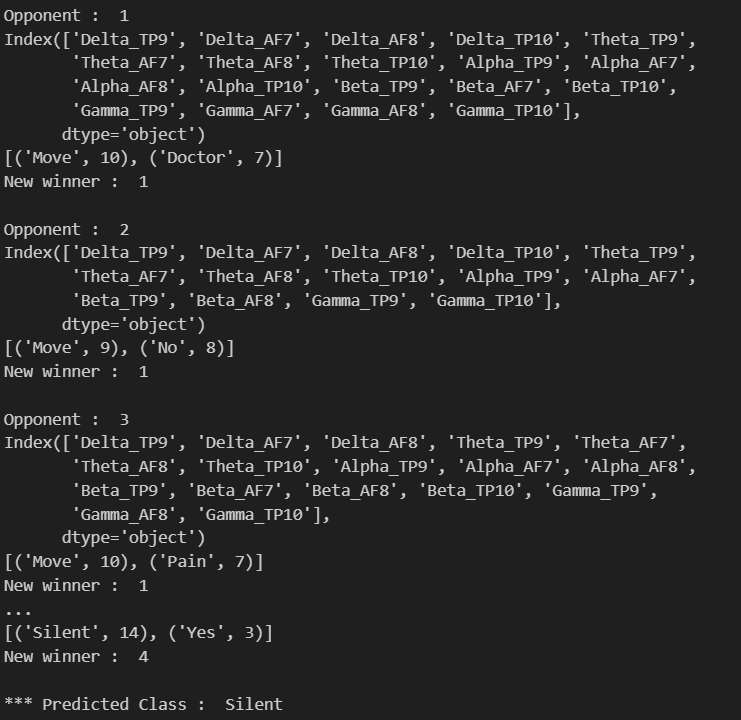 Opponent :  1
Index(['Delta_TP9', 'Delta_AF7', 'Delta_AF8', 'Delta_TP10', 'Theta_TP9',
'Theta_AF7', 'Theta_AF8', 'Theta_TP10', 'Alpha_TP9', 'Alpha_AF7',
'Alpha_AF8', 'Alpha_TP10', 'Beta_TP9', 'Beta_AF7', 'Beta_TP10',
'Gamma_TP9', 'Gamma_AF7', 'Gamma_AF8', 'Gamma_TP10'],
dtype='object')
[('Move', 10), ('Doctor', 7)]
New winner :  1
Opponent :  2
Index(['Delta_TP9', 'Delta_AF7', 'Delta_AF8', 'Delta_TP10', 'Theta_TP9',
'Theta_AF7', 'Theta_AF8', 'Theta_TP10', 'Alpha_TP9', 'Alpha_AF7',
'Beta_TP9', 'Beta_AF8', 'Gamma_TP9', 'Gamma_TP10'],
dtype='object')
[('Move', 9), ('No', 8)]
New winner :  1
Opponent :  3
Index(['Delta_TP9', 'Delta_AF7', 'Delta_AF8', 'Theta_TP9', 'Theta_AF7',
'Theta_AF8', 'Theta_TP10', 'Alpha_TP9', 'Alpha_AF7', 'Alpha_AF8',
'Beta_TP9', 'Beta_AF7', 'Beta_AF8', 'Beta_TP10', 'Gamma_TP9',
'Gamma_AF8', 'Gamma_TP10'],
dtype='object')
[('Move', 10), ('Pain', 7)]
New winner :  1
...
[('Silent', 14), ('Yes', 3)]
New winner :  4
*** Predicted Class :  Silent